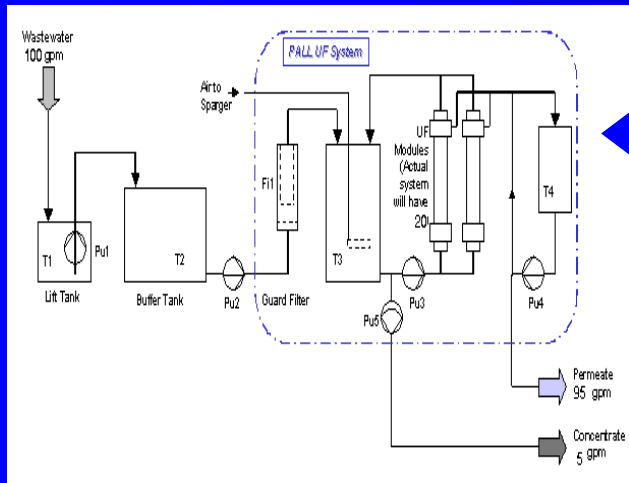 Wastewater
100 gpm
PALL UF System
Air to
Sparger
UF
Modules
(Actual
system
will have
20)
Fi1
T4
T1
Pu1
T2
T3
Lift Tank
Buffer Tank
Pu2
Guard Filter
Pu3
Pu4
Pu5
Permeate
95 gpm
Concentrate
5 gpm